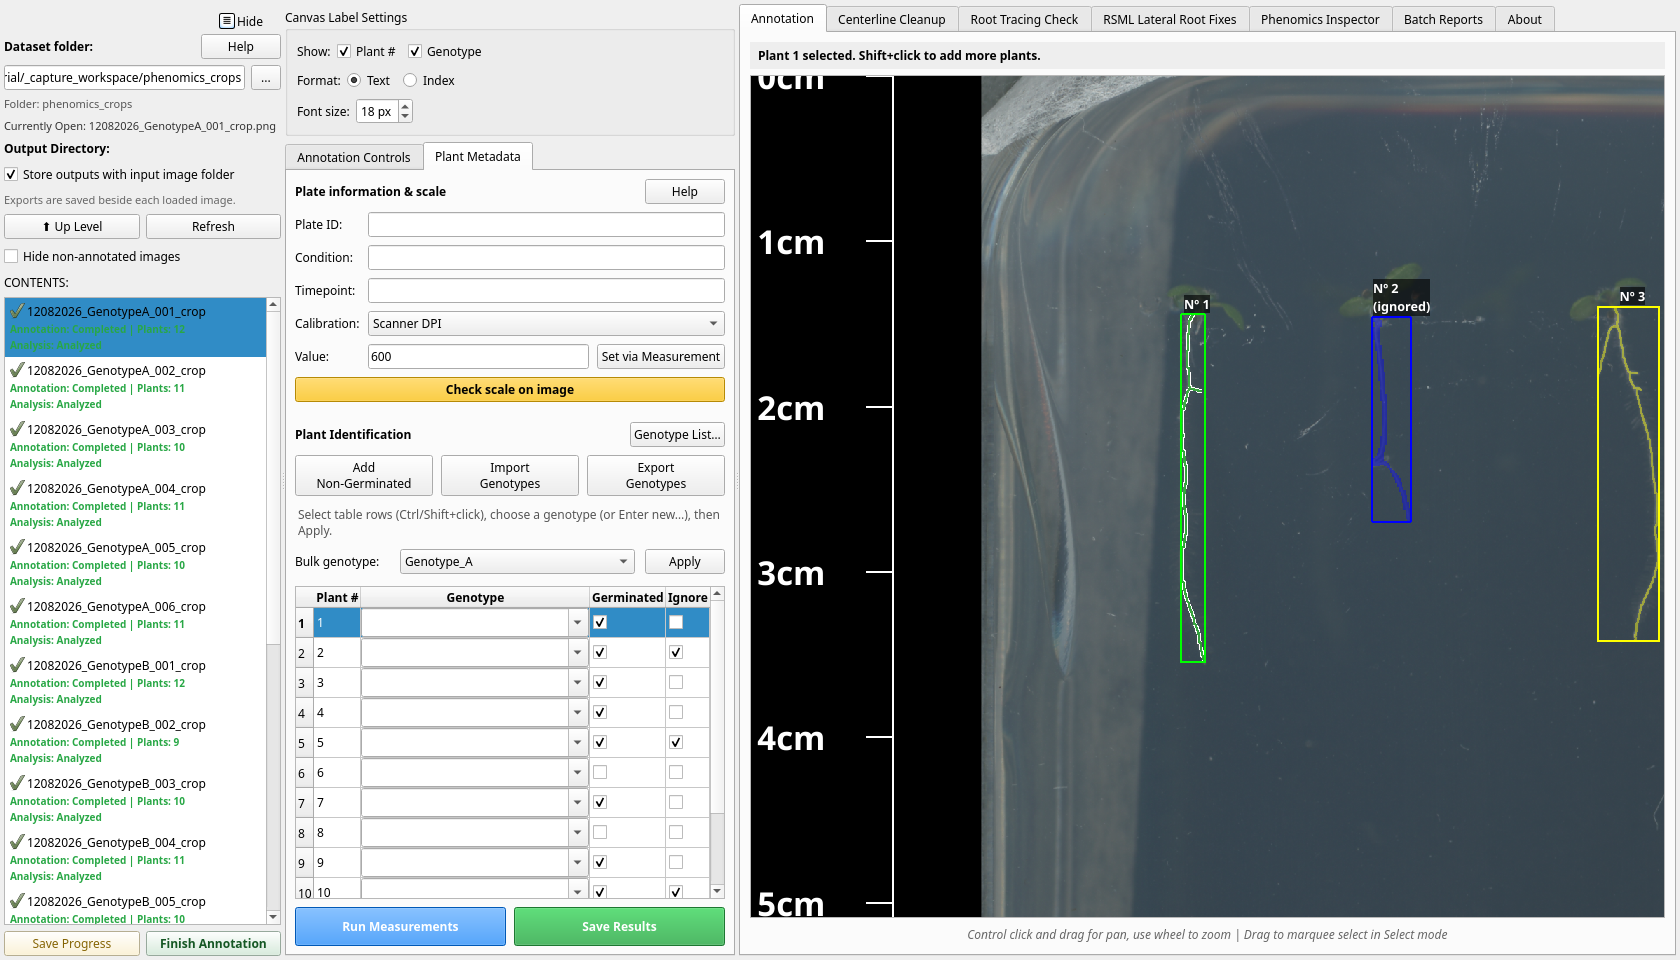 Hide
Dataset folder:
Help
rial/_capture_workspace/phenomics_crops
...
Folder: phenomics_crops
Currently Open: 12082026_GenotypeA_001_crop.png
Output Directory:
Store outputs with input image folder
Exports are saved beside each loaded image.
Up Level
Refresh
Hide non-annotated images
CONTENTS:
12082026_GenotypeA_001_crop
Annotation: Completed | Plants: 12
Analysis: Analyzed
12082026_GenotypeA_002_crop
Annotation: Completed | Plants: 11
Analysis: Analyzed
12082026_GenotypeA_003_crop
Annotation: Completed | Plants: 10
Analysis: Analyzed
12082026_GenotypeA_004_crop
Annotation: Completed | Plants: 11
Analysis: Analyzed
12082026_GenotypeA_005_crop
Annotation: Completed | Plants: 10
Analysis: Analyzed
12082026_GenotypeA_006_crop
Annotation: Completed | Plants: 11
Analysis: Analyzed
12082026_GenotypeB_001_crop
Annotation: Completed | Plants: 12
Analysis: Analyzed
12082026_GenotypeB_002_crop
Annotation: Completed | Plants: 9
Analysis: Analyzed
12082026_GenotypeB_003_crop
Annotation: Completed | Plants: 10
Analysis: Analyzed
12082026_GenotypeB_004_crop
Annotation: Completed | Plants: 11
Analysis: Analyzed
12082026_GenotypeB_005_crop
Annotation: Completed | Plants: 10
Save Progress
Finish Annotation
Canvas Label Settings
Show: Plant # Genotype
Format: Text Index
Font size: 18 px
Annotation Controls
Plant Metadata
Plate information & scale
Help
Plate ID:
Condition:
Timepoint:
Calibration: Scanner DPI
Value: 600
Set via Measurement
Check scale on image
Plant Identification
Genotype List...
Add
Non-Germinated
Import
Genotypes
Export
Genotypes
Select table rows (Ctrl/Shift+click), choose a genotype (or Enter new...), then
Apply.
Bulk genotype: Genotype_A
Apply
Plant # Genotype Germinated Ignore
1 1
2 2
3 3
4 4
5 5
6 6
7 7
8 8
9 9
10 10
Run Measurements
Save Results
Annotation
Centerline Cleanup
Root Tracing Check
RSML Lateral Root Fixes
Phenomics Inspector
Batch Reports
About
Plant 1 selected. Shift+click to add more plants.
0cm
1cm
2cm
3cm
4cm
5cm
Nº 1
Nº 2
(ignored)
Nº 3
Control click and drag for pan, use wheel to zoom | Drag to marquee select in Select mode